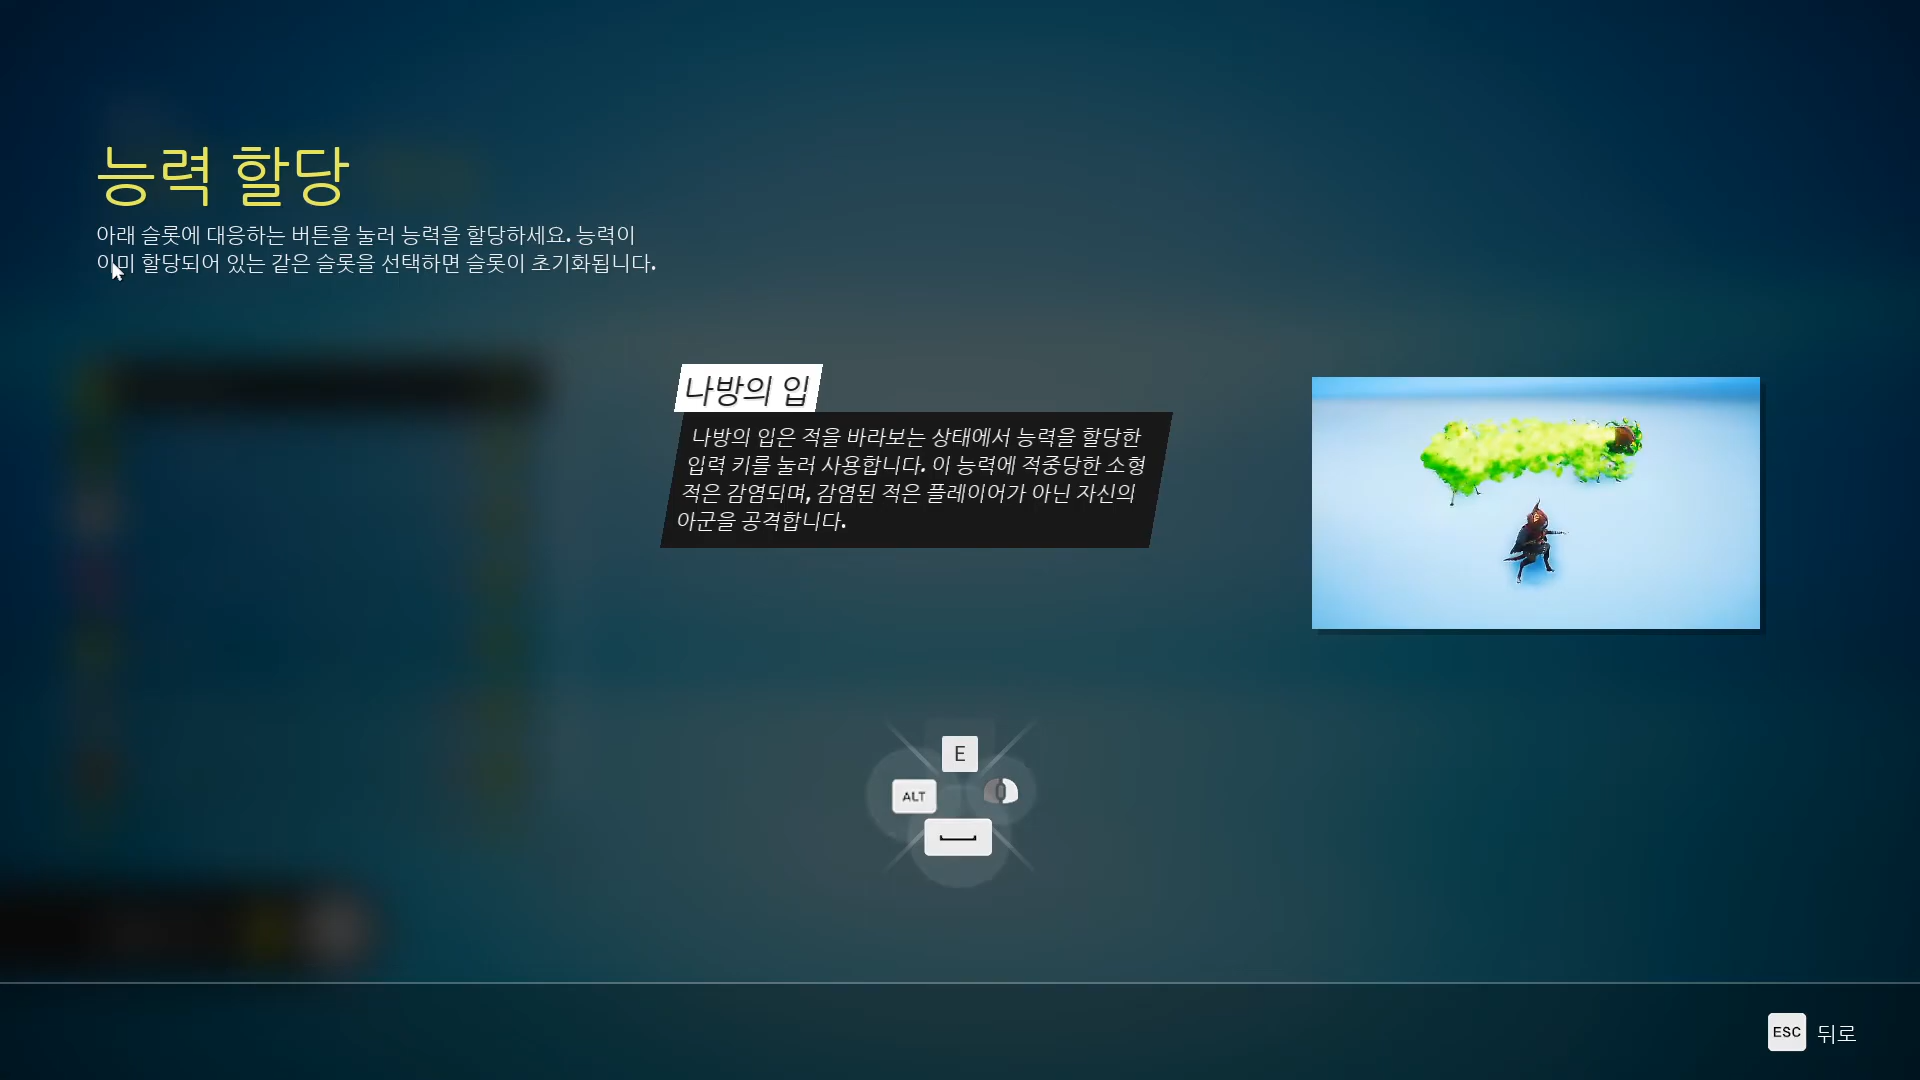 능력 할당
아래 슬롯에 대응하는 버튼을 눌러 능력을 할당하세요. 능력이
이미 할당되어 있는 같은 슬롯을 선택하면 슬롯이 초기화됩니다.
나방의 입
나방의 입은 적을 바라보는 상태에서 능력을 할당한
입력 키를 눌러 사용합니다. 이 능력에 적중당한 소형
적은 감염되며, 감염된 적은 플레이어가 아닌 자신의
아군을 공격합니다.
E
ALT
ESC 뒤로